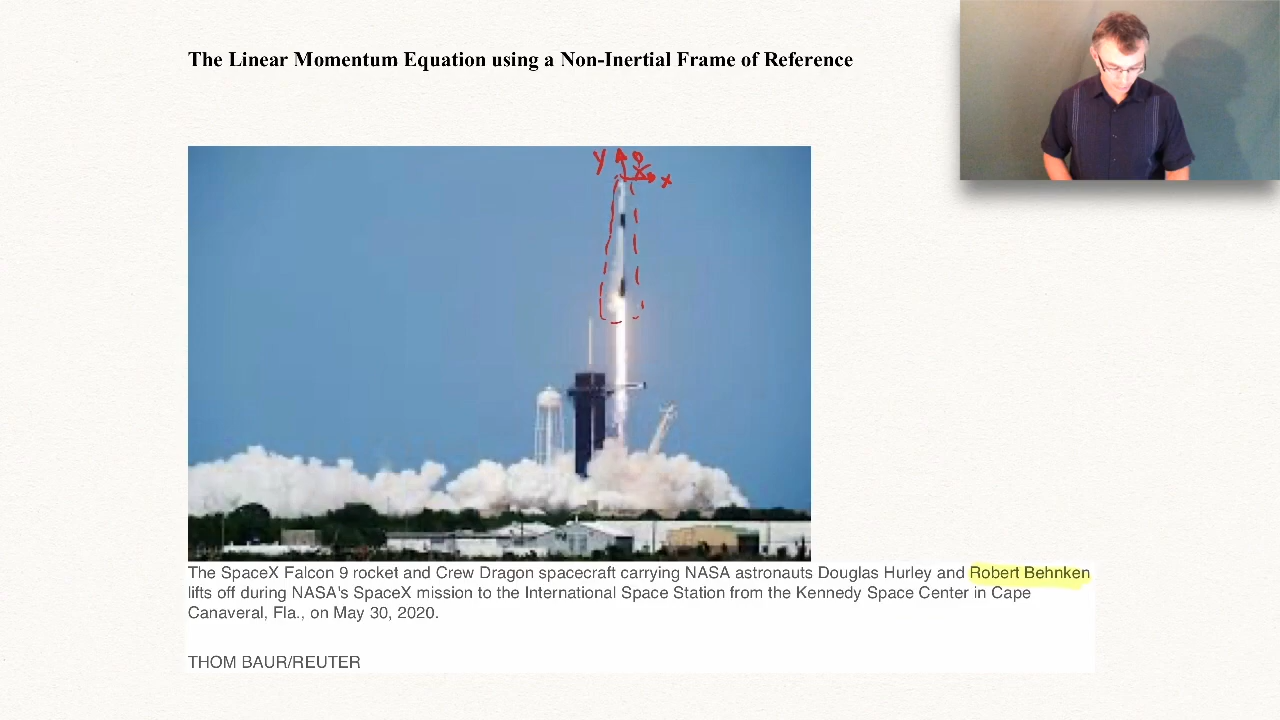 The Linear Momentum Equation using a Non-Inertial Frame of Reference
Y
X
The SpaceX Falcon 9 rocket and Crew Dragon spacecraft carrying NASA astronauts Douglas Hurley and Robert Behnken
lifts off during NASA's SpaceX mission to the International Space Station from the Kennedy Space Center in Cape
Canaveral, Fla., on May 30, 2020.
THOM BAUR/REUTER